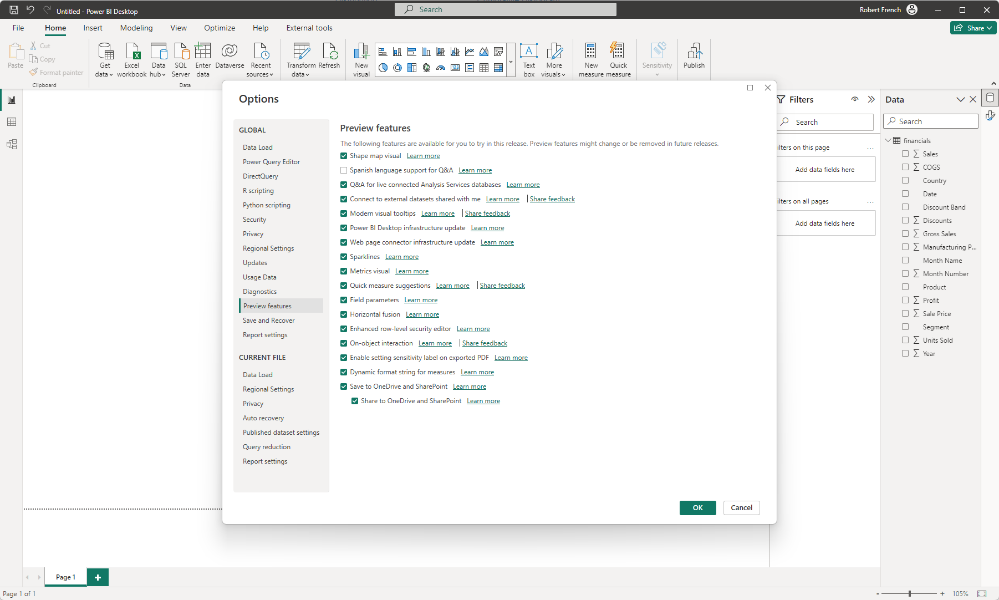 Untitled - Power BI Desktop
Search
Robert French
File
Home
Insert
Modeling
View
Optimize
Help
External tools
Share
Paste
Cut
Copy
Format painter
Clipboard
Get data
Excel workbook
Data hub
SQL Server
Enter data
Dataverse
Recent sources
Data
Transform data
Refresh
New visual
Text box
More visuals
New measure
Quick measure
Sensitivity
Publish
Options
GLOBAL
Data Load
Power Query Editor
DirectQuery
R scripting
Python scripting
Security
Privacy
Regional Settings
Updates
Usage Data
Diagnostics
Preview features
Save and Recover
Report settings
CURRENT FILE
Data Load
Regional Settings
Privacy
Auto recovery
Published dataset settings
Query reduction
Report settings
Preview features
The following features are available for you to try in this release. Preview features might change or be removed in future releases.
Shape map visual Learn more
Spanish language support for Q&A Learn more
Q&A for live connected Analysis Services databases Learn more
Connect to external datasets shared with me Learn more | Share feedback
Modern visual tooltips Learn more | Share feedback
Power BI Desktop infrastructure update Learn more
Web page connector infrastructure update Learn more
Sparklines Learn more
Metrics visual Learn more
Quick measure suggestions Learn more | Share feedback
Field parameters Learn more
Horizontal fusion Learn more
Enhanced row-level security editor Learn more
On-object interaction Learn more | Share feedback
Enable setting sensitivity label on exported PDF Learn more
Dynamic format string for measures Learn more
Save to OneDrive and SharePoint Learn more
Share to OneDrive and SharePoint Learn more
OK
Cancel
Filters
Search
ilters on this page ...
Add data fields here
ilters on all pages ...
Add data fields here
Data
Search
financials
Sales
COGS
Country
Date
Discount Band
Discounts
Gross Sales
Manufacturing P...
Month Name
Month Number
Product
Profit
Sale Price
Segment
Units Sold
Year
Page 1
Page 1 of 1
- + 105%